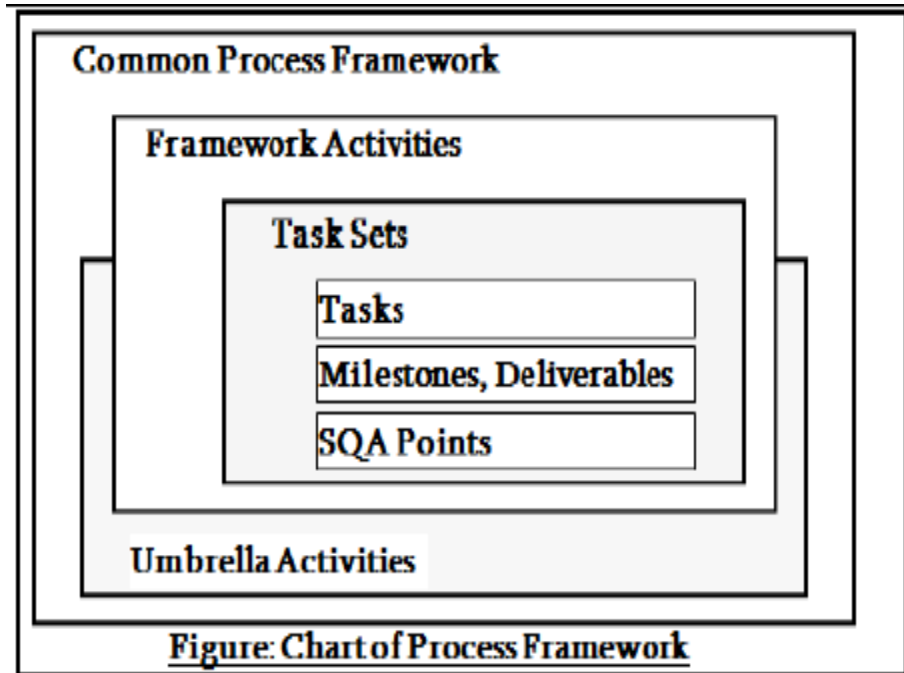 Common Process Framework
Framework Activities
Task Sets
Tasks
Milestones, Deliverables
SQA Points
Umbrella Activities
Figure: Chart of Process Framework